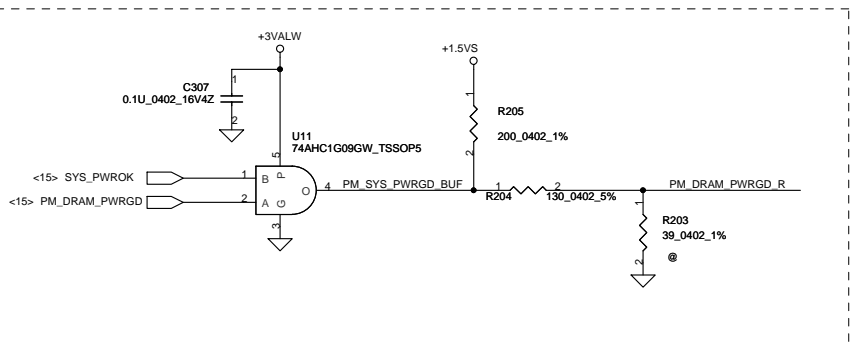 +3VALW
+1.5VS
1
C307
0.1U_0402_16V4Z
2
1
R205
200_0402_1%
2
U11
74AHC1G09GW_TSSOP5
5
<15> SYS_PWROK
1
B
P
O
4
PM_SYS_PWRGD_BUF
1
2
PM_DRAM_PWRGD_R
<15> PM_DRAM_PWRGD
2
A
G
R204
130_0402_5%
3
1
R203
39_0402_1%
2
@